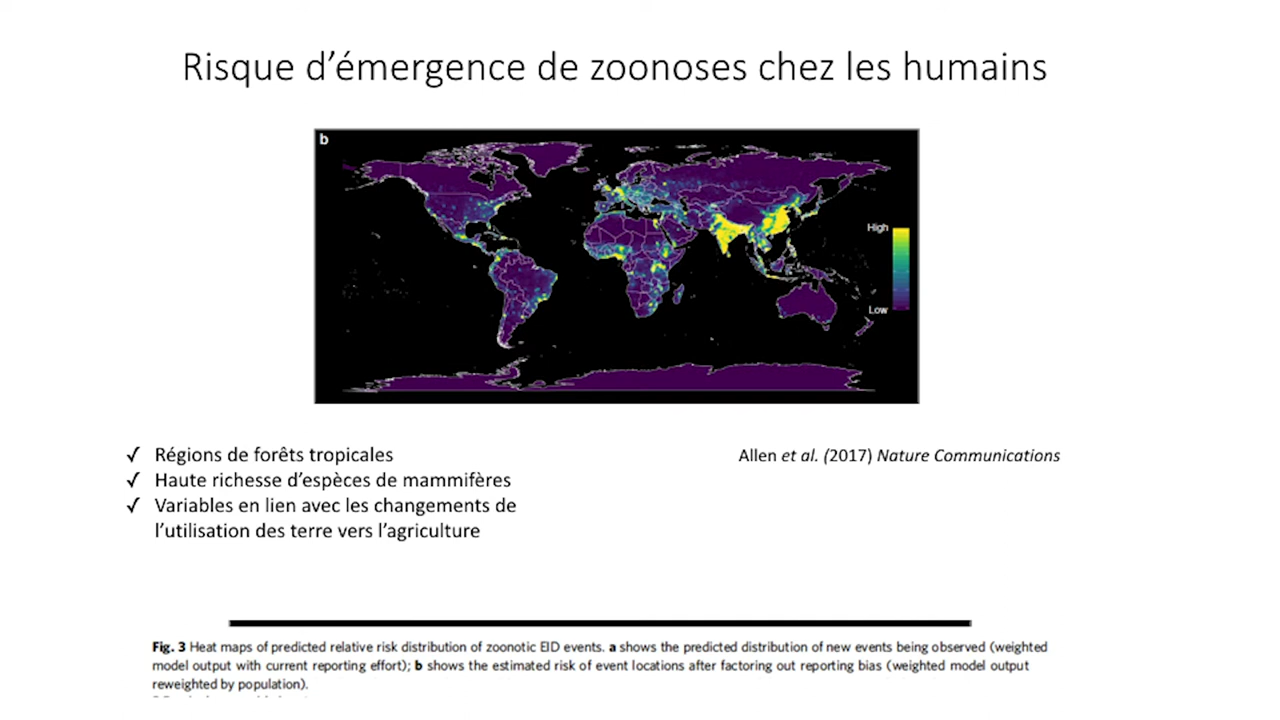 Risque d’émergence de zoonoses chez les humains
b
High
Low
✓ Régions de forêts tropicales
✓ Haute richesse d’espèces de mammifères
✓ Variables en lien avec les changements de
l’utilisation des terre vers l’agriculture
Allen et al. (2017) Nature Communications
Fig. 3 Heat maps of predicted relative risk distribution of zoonotic EID events. a shows the predicted distribution of new events being observed (weighted
model output with current reporting effort); b shows the estimated risk of event locations after factoring out reporting bias (weighted model output
reweighted by population).